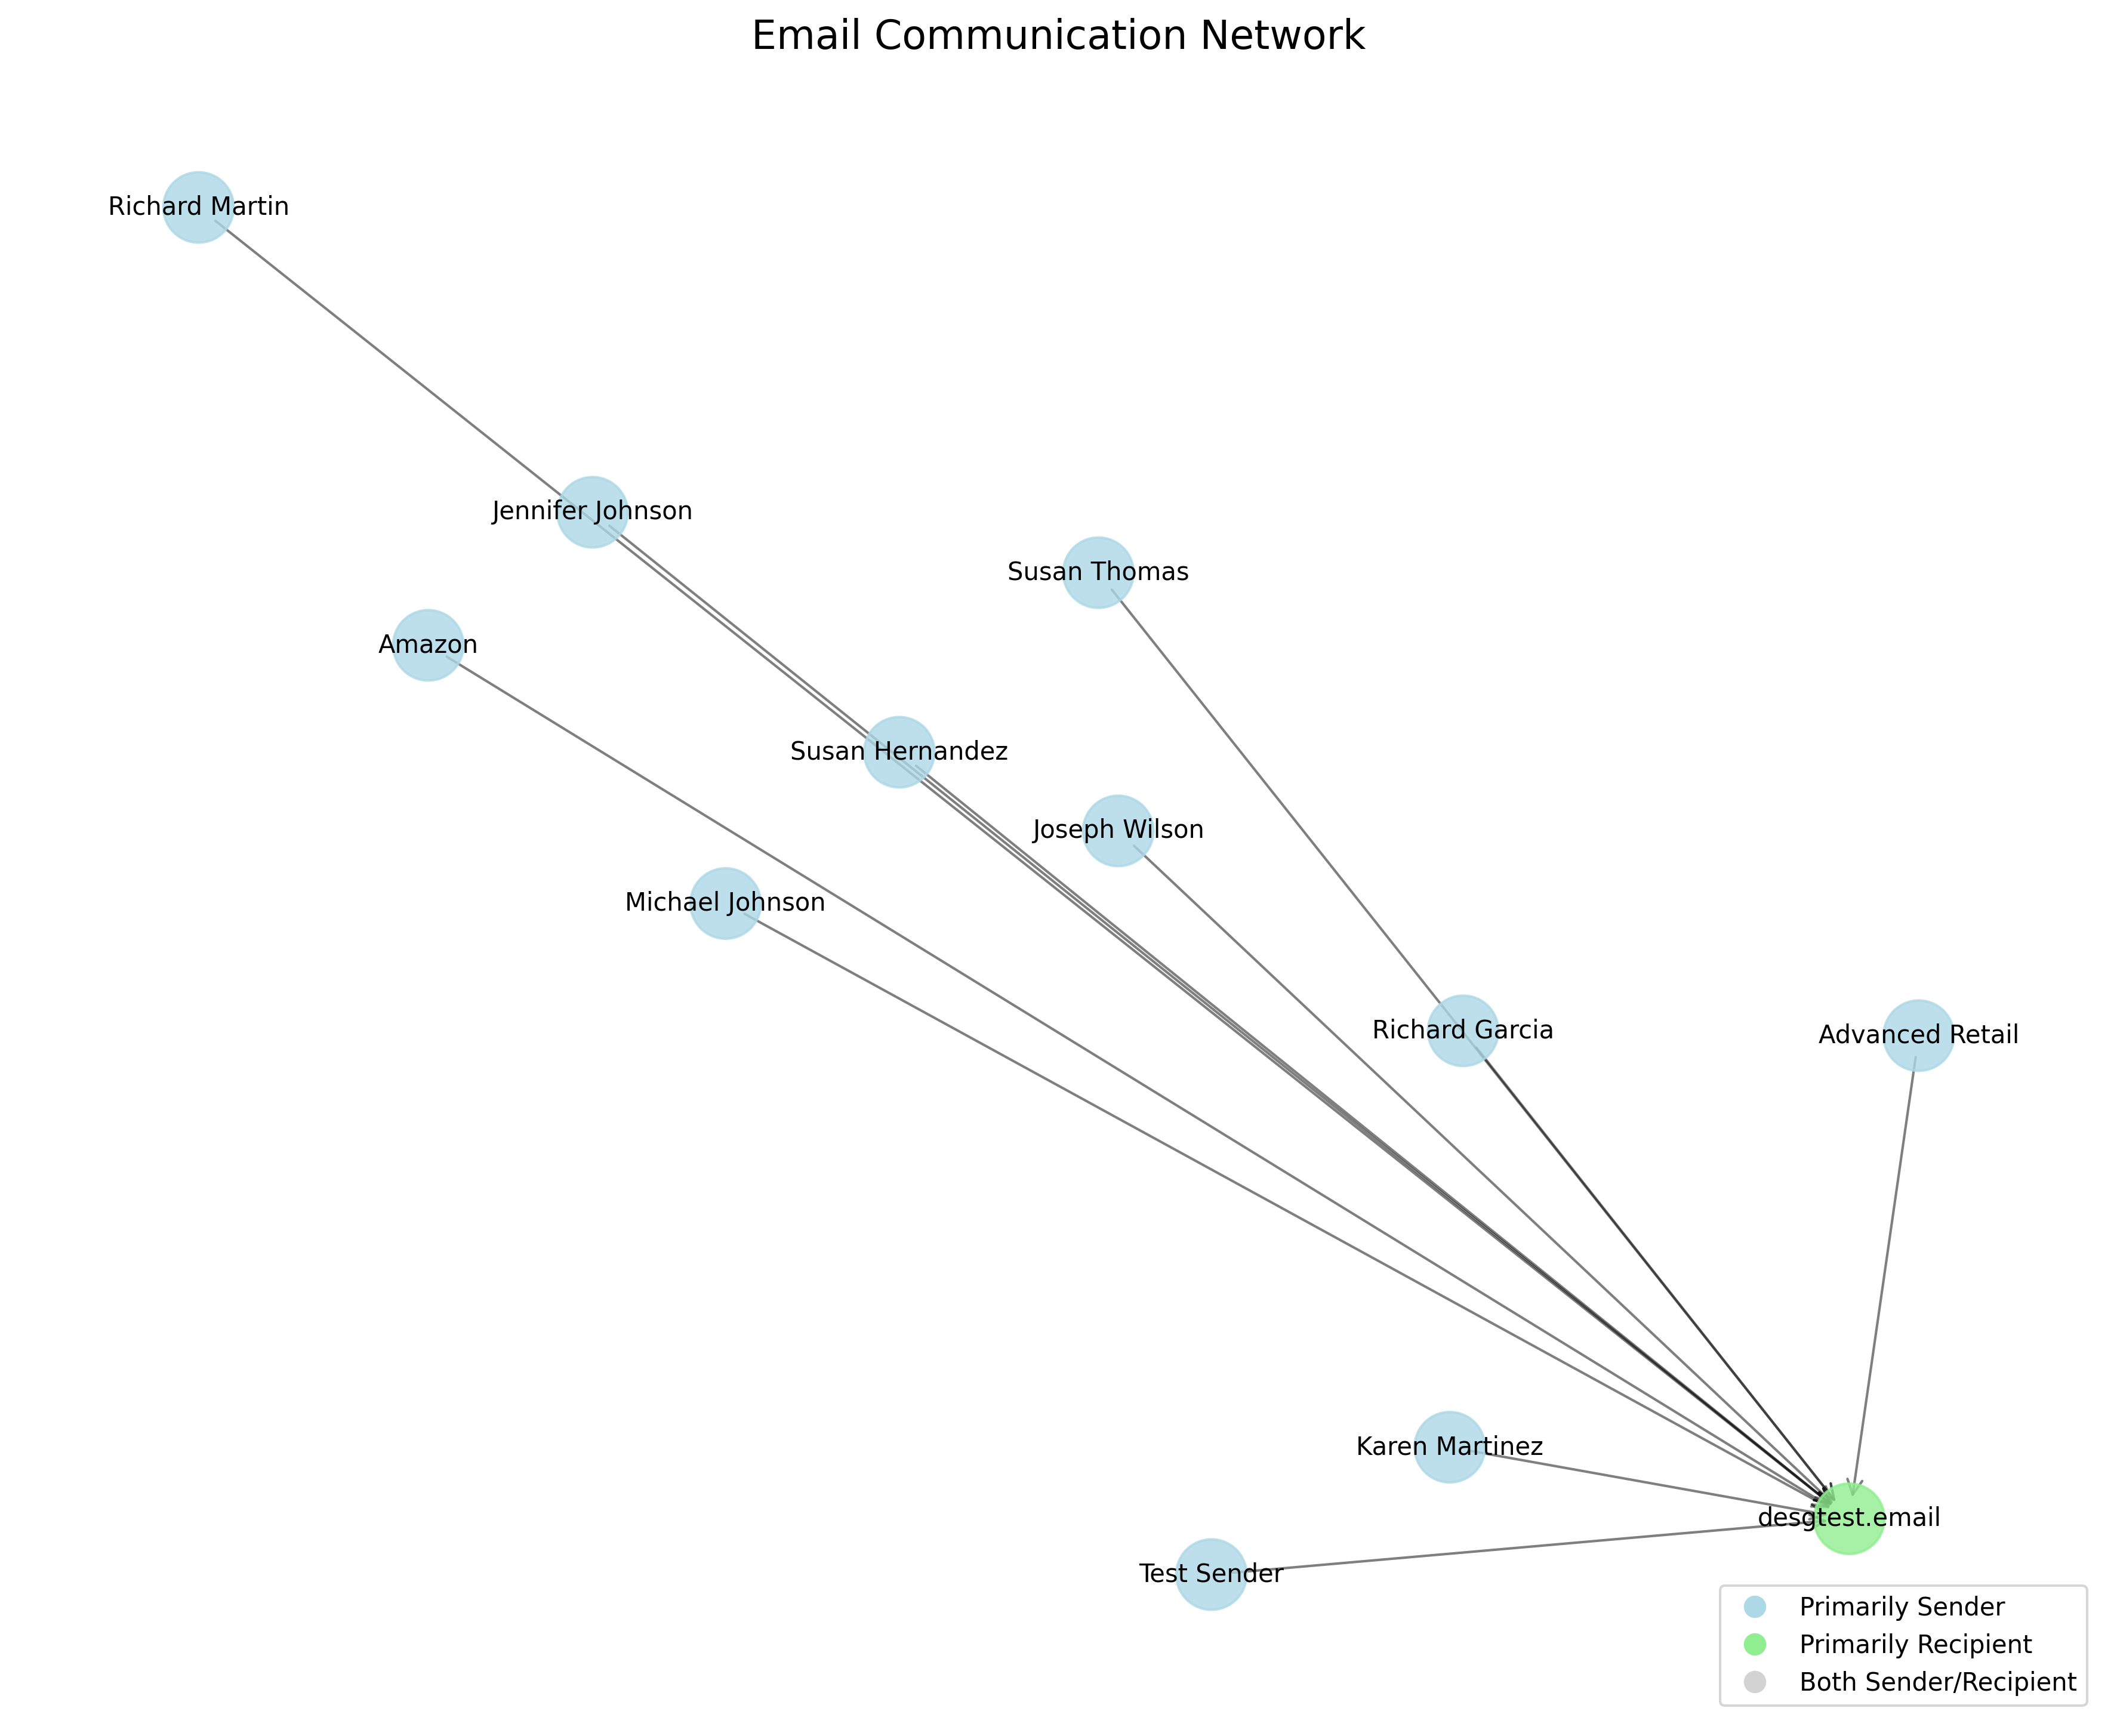 Email Communication Network
Richard Martin
Jennifer Johnson
Susan Thomas
Amazon
Susan Hernandez
Joseph Wilson
Michael Johnson
Richard Garcia
Advanced Retail
Karen Martinez
desgtest.email
Test Sender
Primarily Sender
Primarily Recipient
Both Sender/Recipient